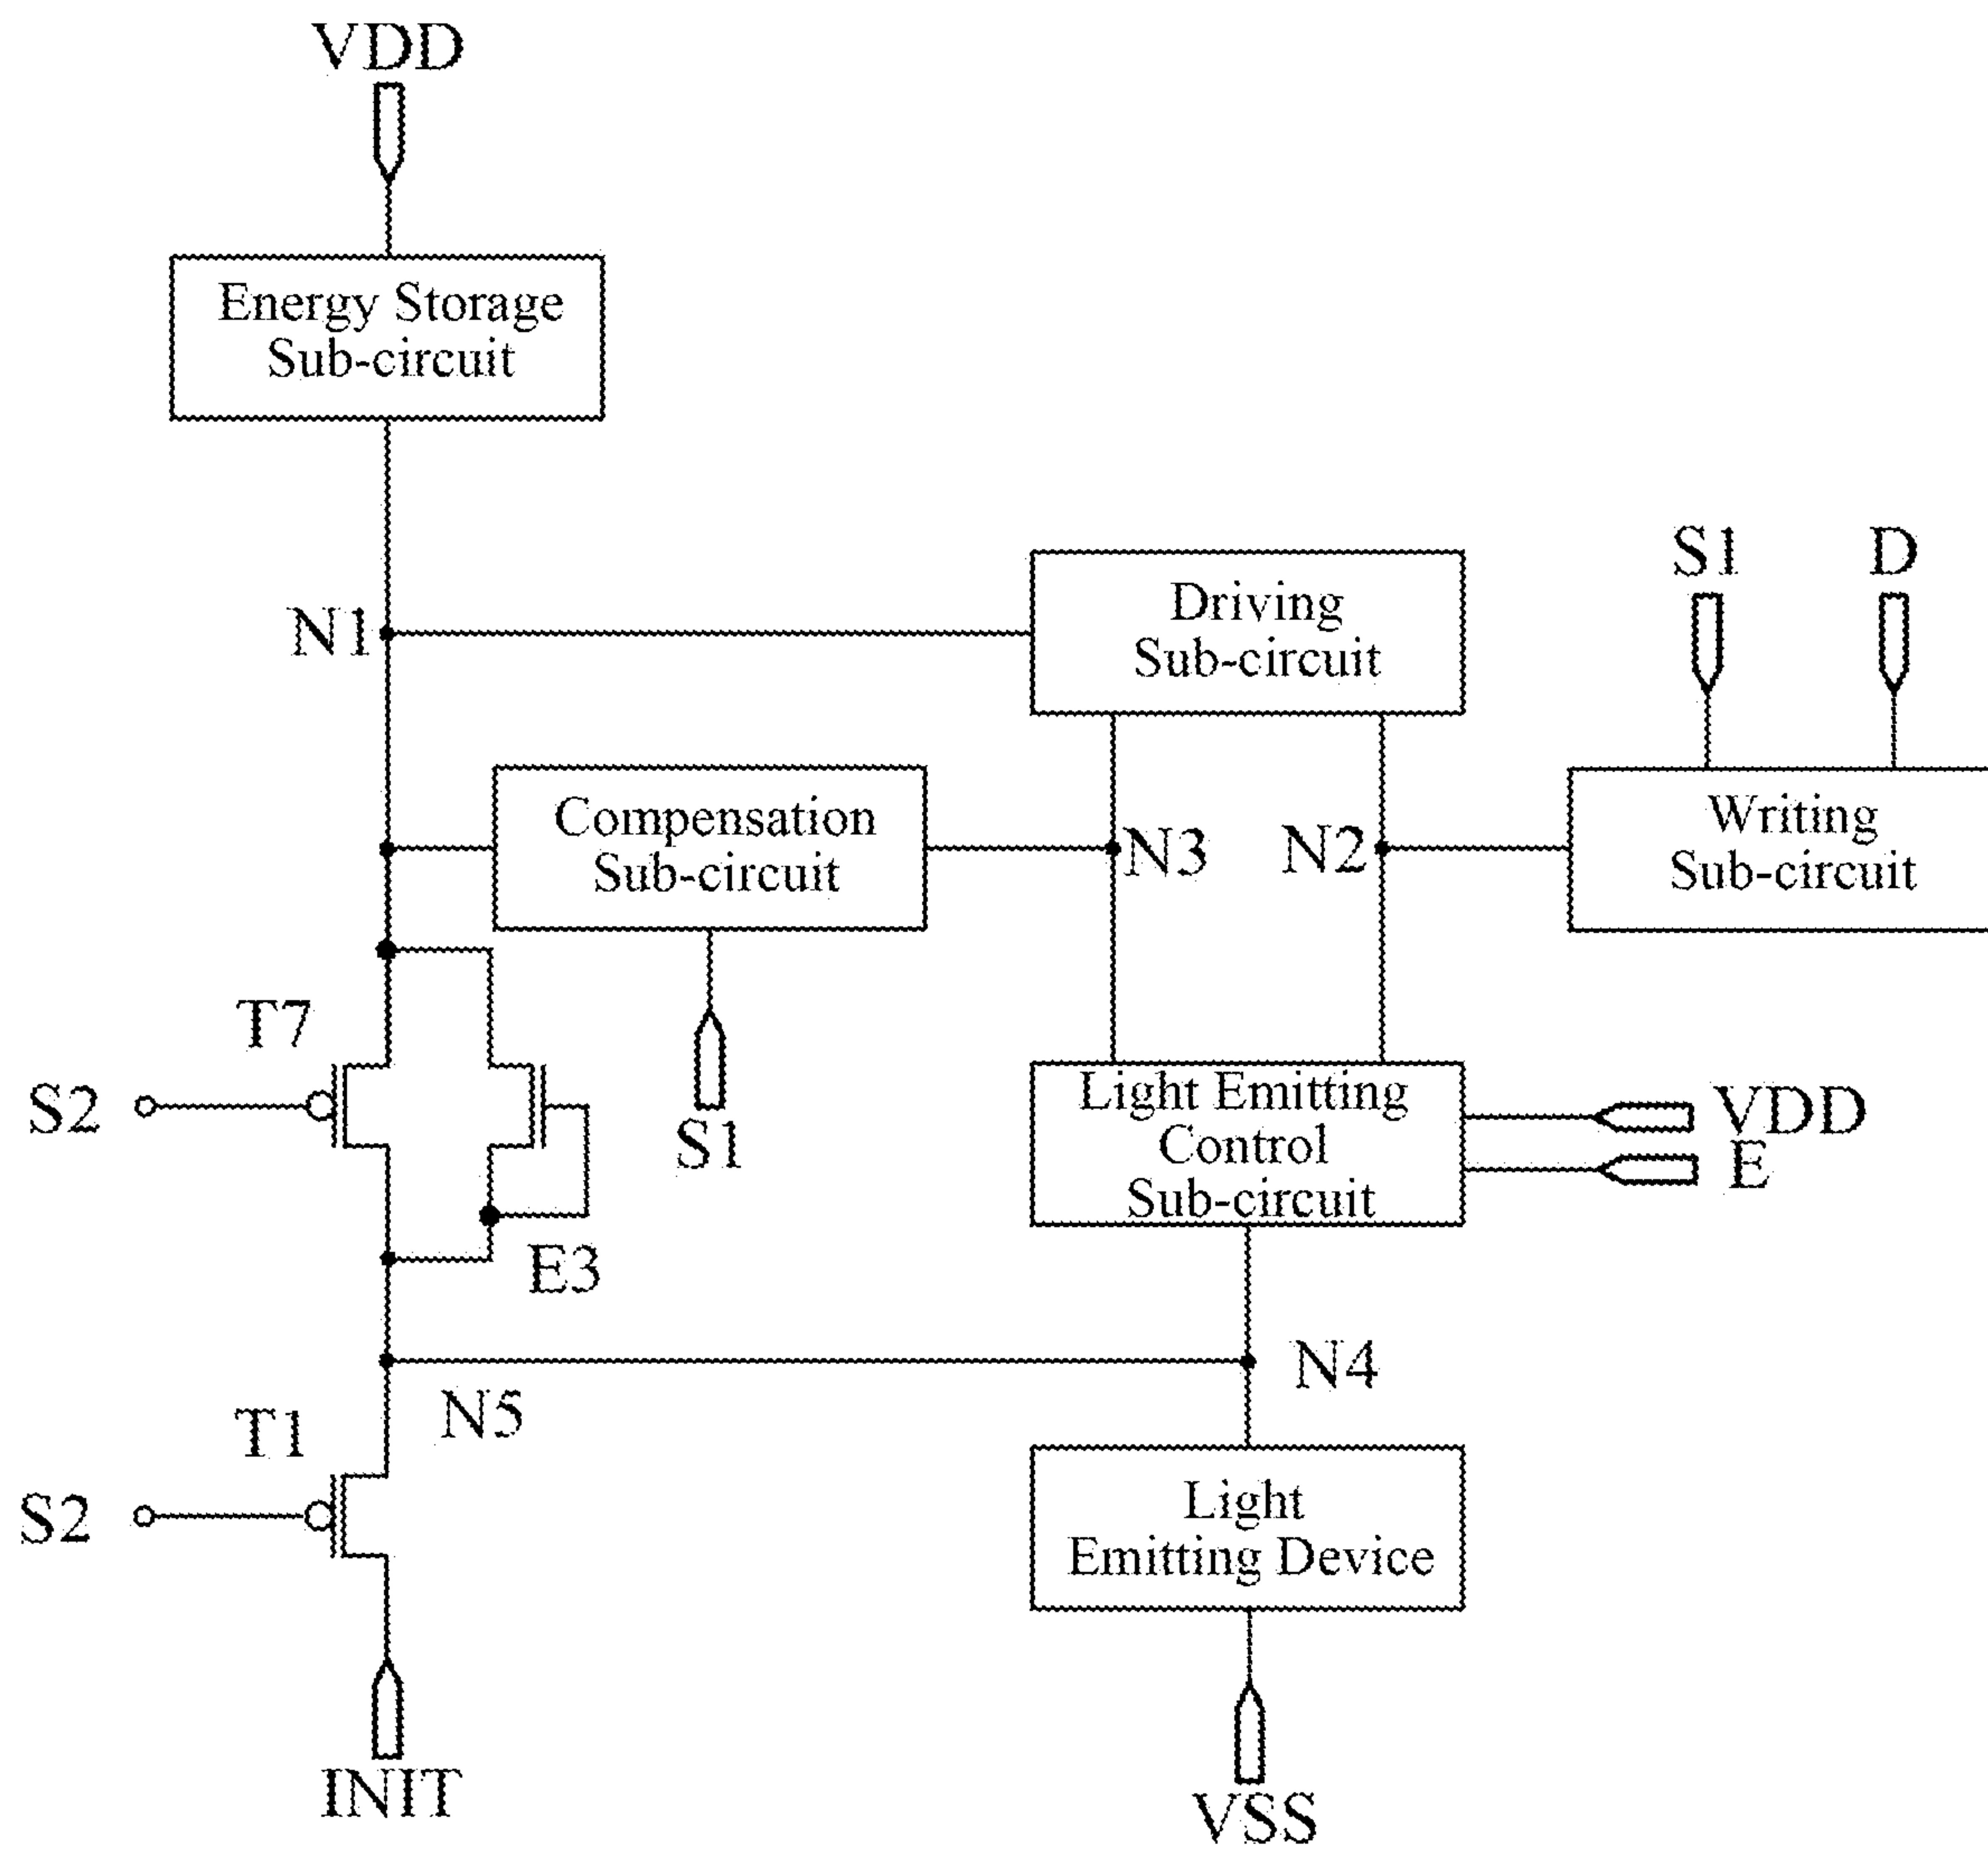 VDD
Energy Storage
Sub-circuit
S1
D
N1
Driving
Sub-circuit
Compensation
Sub-circuit
N3
N2
Writing
Sub-circuit
T7
S2
S1
Light Emitting
Control
Sub-circuit
VDD
E
E3
N4
N5
T1
S2
Light
Emitting Device
INIT
VSS